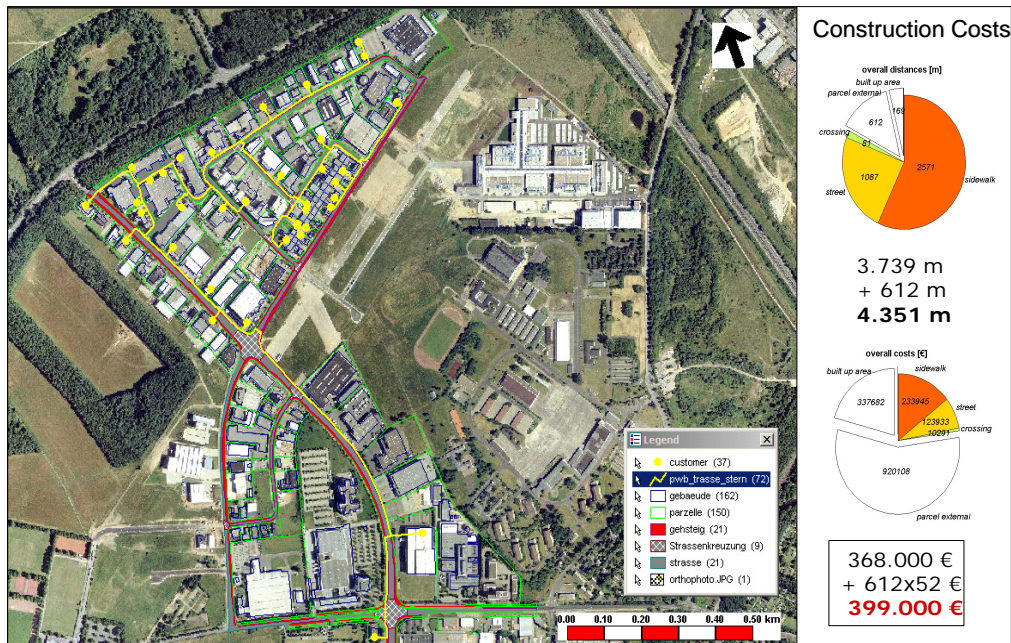 Construction Costs
overall distances [m]
built up area
parcel external
169
612
crossing
81
2571
1087
sidewalk
street
3.739 m
+ 612 m
4.351 m
overall costs [€]
built up area
sidewalk
337682
233945
street
123933
crossing
10291
920108
parcel external
368.000 €
+ 612x52 €
399.000 €
Legend
customer (37)
pwb_trasse_stern (72)
gebaeude (162)
parzelle (150)
gehsteig (21)
Strassenkreuzung (9)
strasse (21)
orthophoto.JPG (1)
0.00 0.10 0.20 0.30 0.40 0.50 km